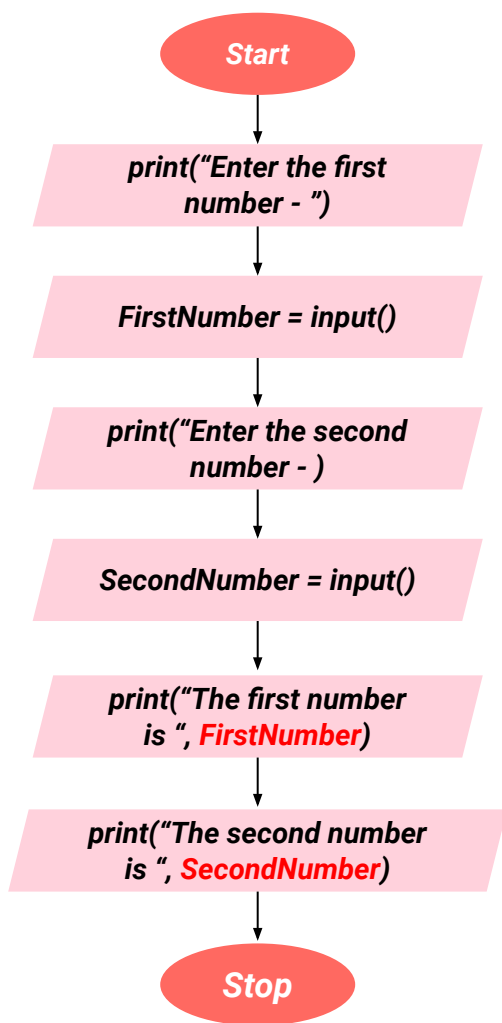 Start
print(“Enter the first
number - ”)
FirstNumber = input()
print(“Enter the second
number - )
SecondNumber = input()
print(“The first number
is “, FirstNumber)
print(“The second number
is “, SecondNumber)
Stop